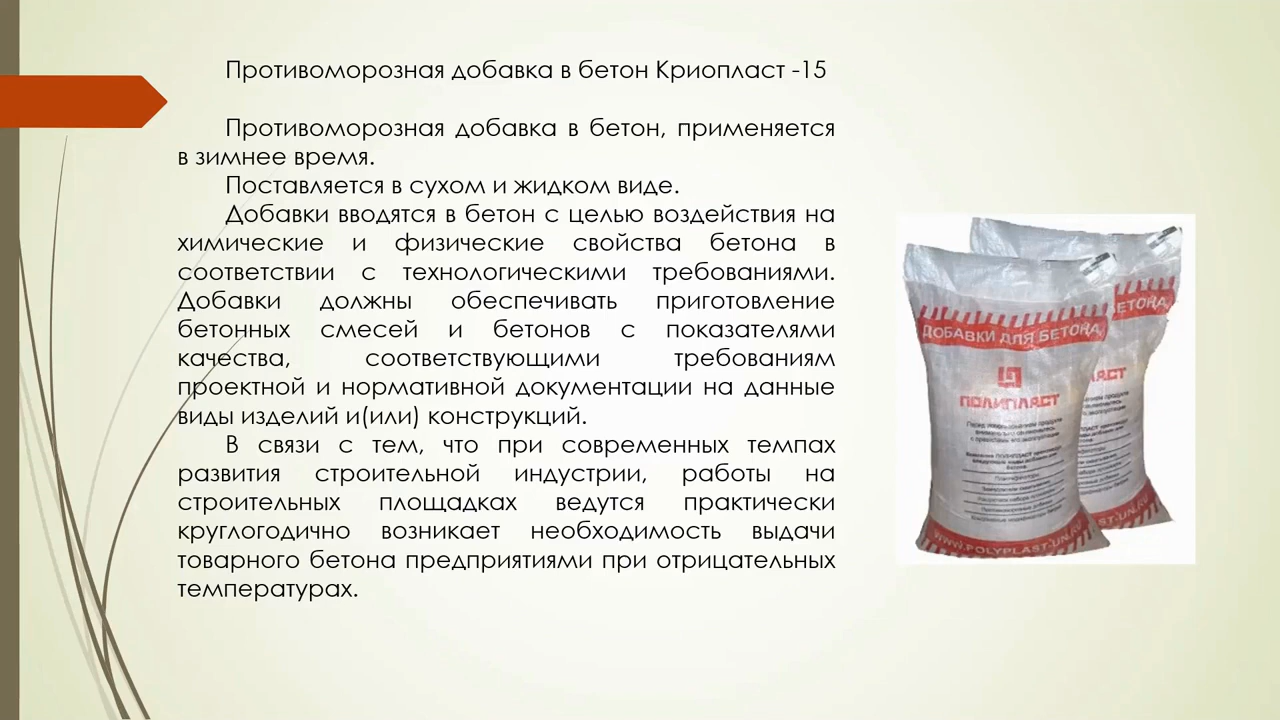 Противоморозная добавка в бетон Криопласт -15
Противоморозная добавка в бетон, применяется
в зимнее время.
Поставляется в сухом и жидком виде.
Добавки вводятся в бетон с целью воздействия на
химические и физические свойства бетона в
соответствии с технологическими требованиями.
Добавки должны обеспечивать приготовление
бетонных смесей и бетонов с показателями
качества, соответствующими требованиям
проектной и нормативной документации на данные
виды изделий и(или) конструкций.
В связи с тем, что при современных темпах
развития строительной индустрии, работы на
строительных площадках ведутся практически
круглогодично возникает необходимость выдачи
товарного бетона предприятиями при отрицательных
температурах.
ДОБАВКИ ДЛЯ БЕТОНА
ПОЛИПЛАСТ
WWW.POLYPLAST-UN.RU